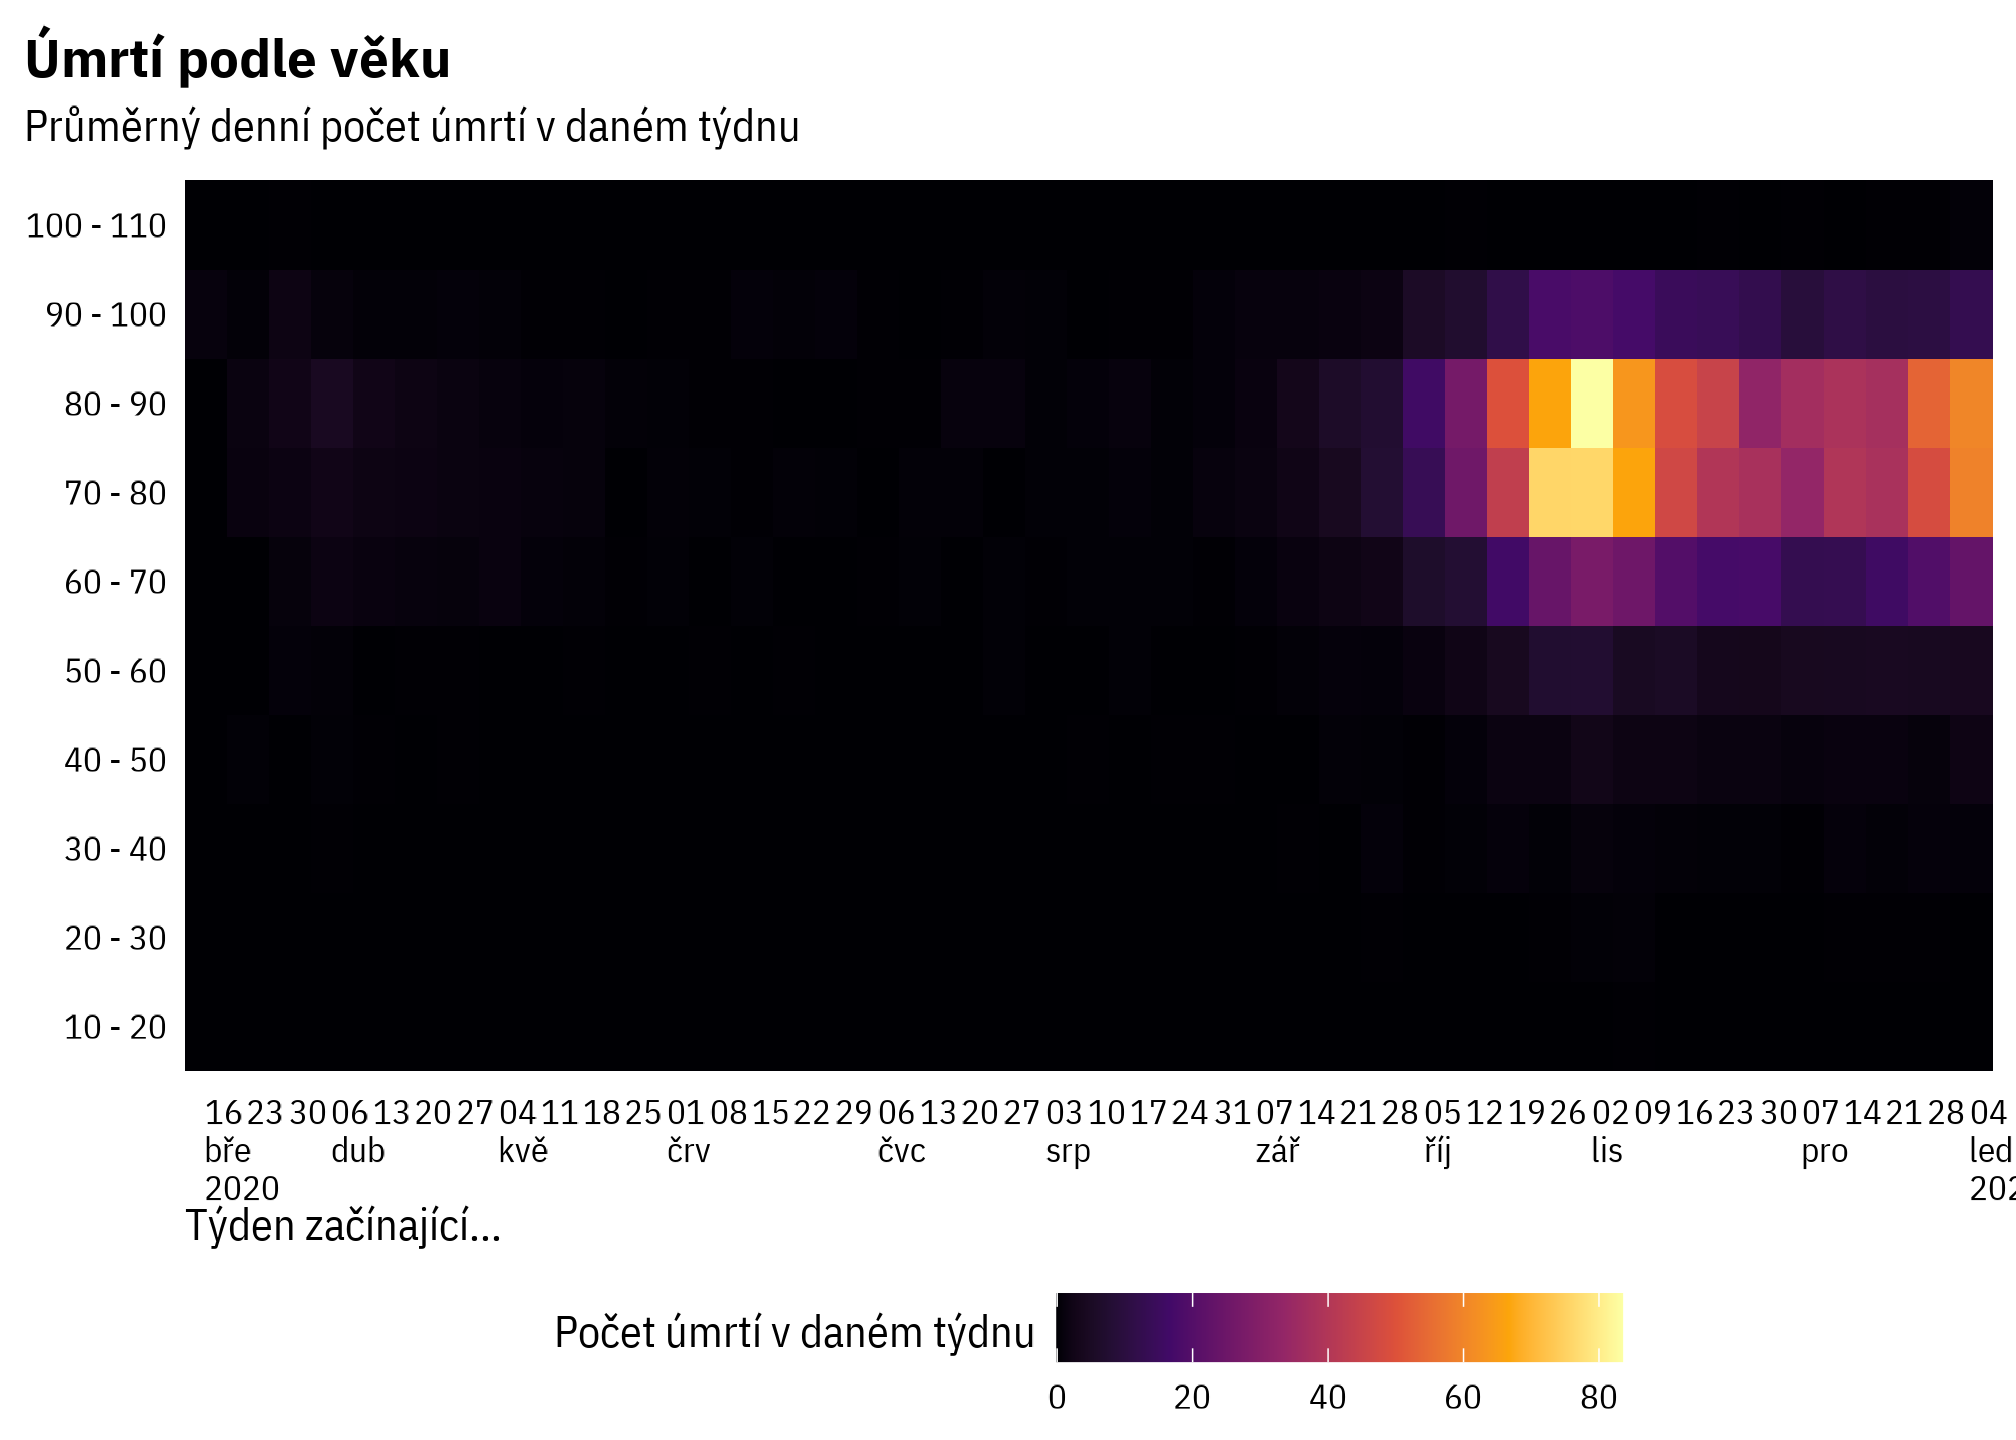 Úmrtí podle věku
Průměrný denní počet úmrtí v daném týdnu
100 - 110
90 - 100
80 - 90
70 - 80
60 - 70
50 - 60
40 - 50
30 - 40
20 - 30
10 - 20
16 23 30 06 13 20 27 04 11 18 25 01 08 15 22 29 06 13 20 27 03 10 17 24 31 07 14 21 28 05 12 19 26 02 09 16 23 30 07 14 21 28 04
bře dub kvě črv čvc srp zář říj lis pro led
2020 202
Týden začínající...
Počet úmrtí v daném týdnu
0 20 40 60 80